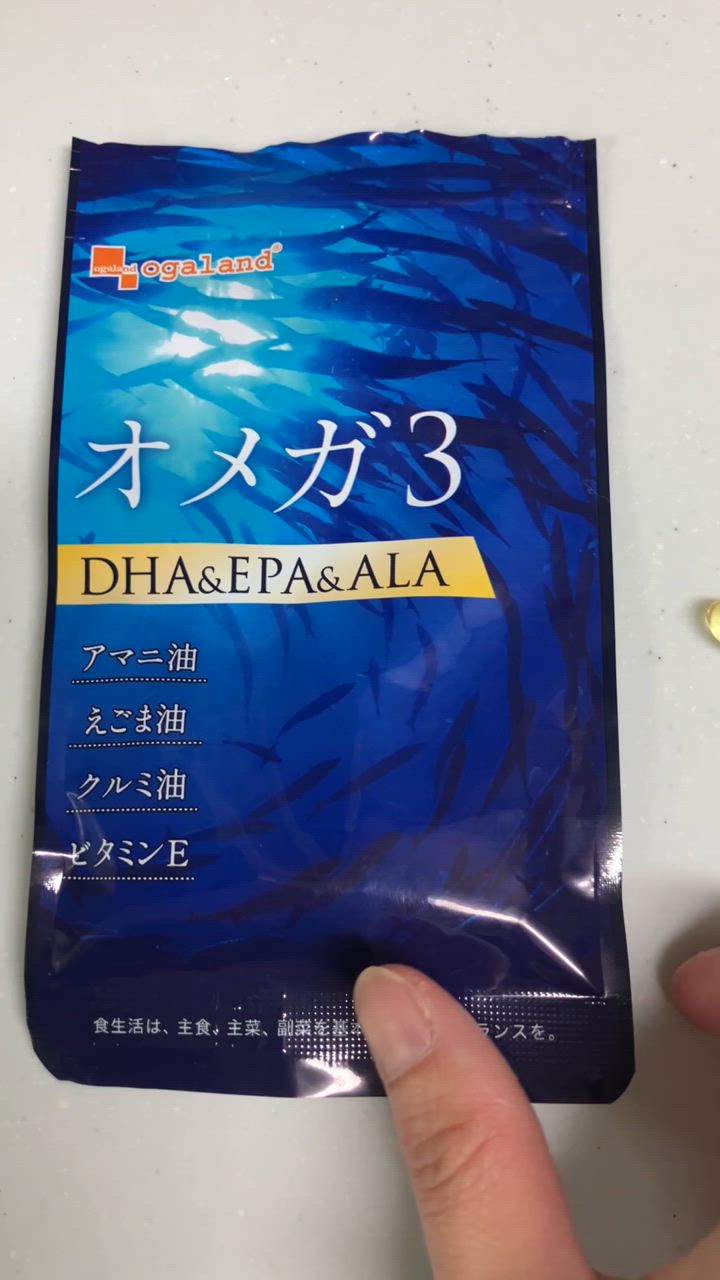 ogaland ogaland®
オメガ3
DHA&EPA&ALA
アマニ油
えごま油
クルミ油
ビタミンE
食生活は、主食、主菜、副菜を基 ランスを。